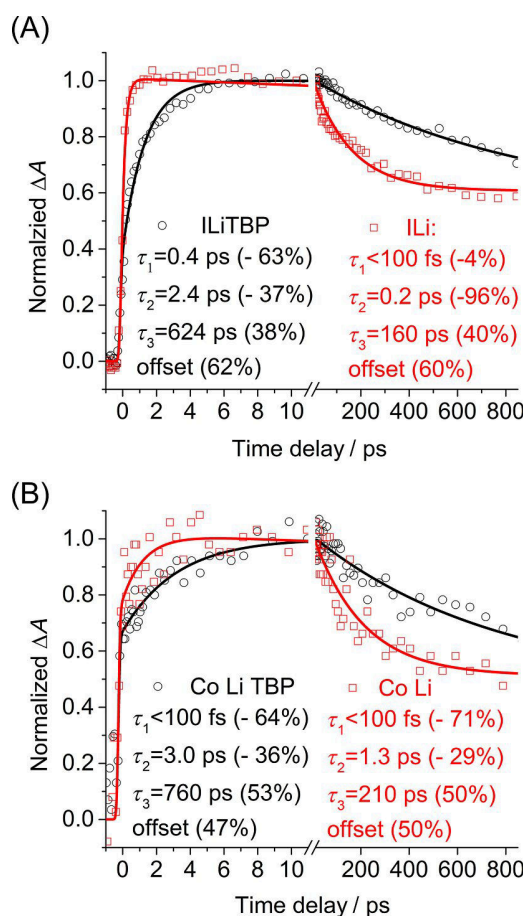 (A)
Normalzied ΔA
1.0
0.8
0.6
0.4
0.2
0.0
○ ILiTBP
τ1=0.4 ps (- 63%)
τ2=2.4 ps (- 37%)
τ3=624 ps (38%)
offset (62%)
□ ILi:
τ1<100 fs (-4%)
τ2=0.2 ps (-96%)
τ3=160 ps (40%)
offset (60%)
0 2 4 6 8 10 200 400 600 800
Time delay / ps
(B)
Normalized ΔA
1.0
0.8
0.6
0.4
0.2
0.0
○ Co Li TBP
τ1<100 fs (- 64%)
τ2=3.0 ps (- 36%)
τ3=760 ps (53%)
offset (47%)
□ Co Li
τ1<100 fs (- 71%)
τ2=1.3 ps (- 29%)
τ3=210 ps (50%)
offset (50%)
0 2 4 6 8 10 200 400 600 800
Time delay / ps